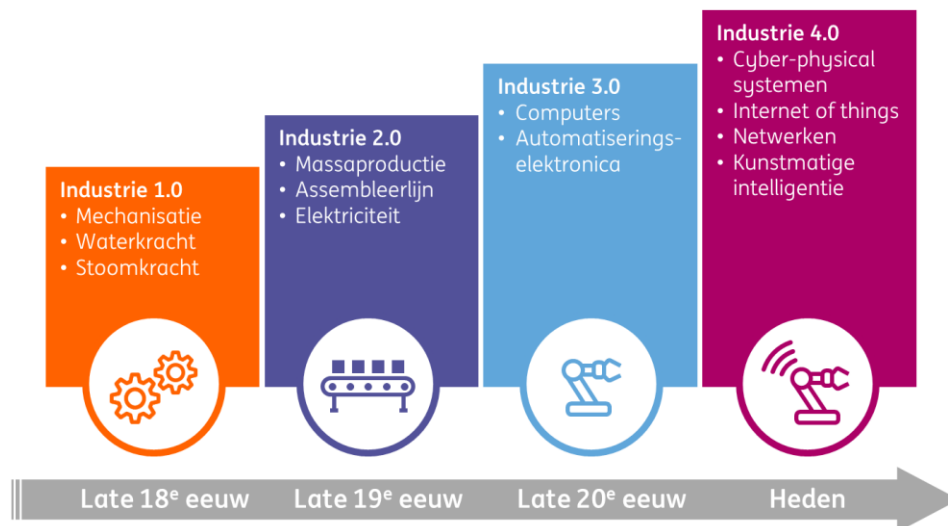 Industrie 1.0
• Mechanisatie
• Waterkracht
• Stoomkracht
Industrie 2.0
• Massaproductie
• Assembleerlijn
• Elektriciteit
Industrie 3.0
• Computers
• Automatiserings-
elektronica
Industrie 4.0
• Cyber-physical
systemen
• Internet of things
• Netwerken
• Kunstmatige
intelligentie
Late 18e eeuw
Late 19e eeuw
Late 20e eeuw
Heden